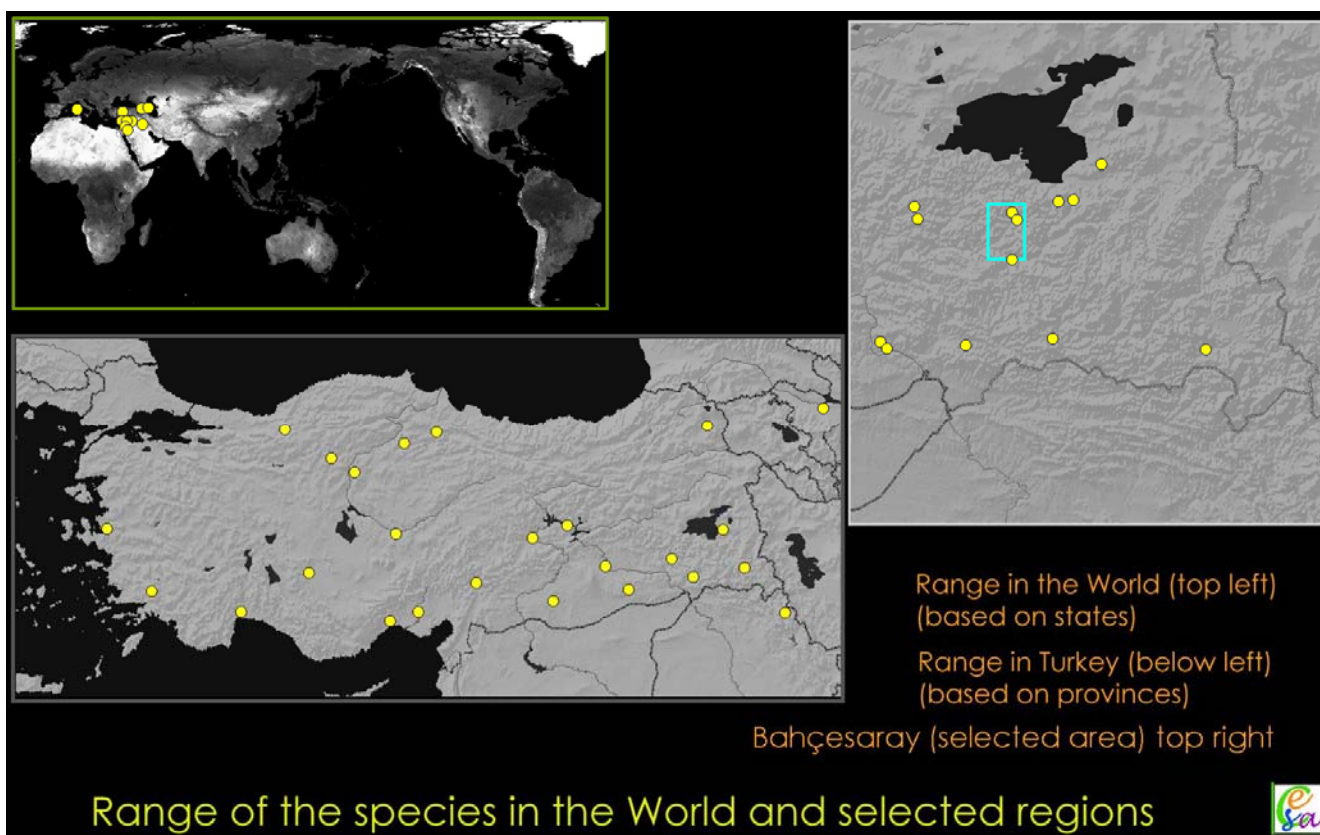 Range in the World (top left)
(based on states)
Range in Turkey (below left)
(based on provinces)
Bahçesaray (selected area) top right
Range of the species in the World and selected regions
esa